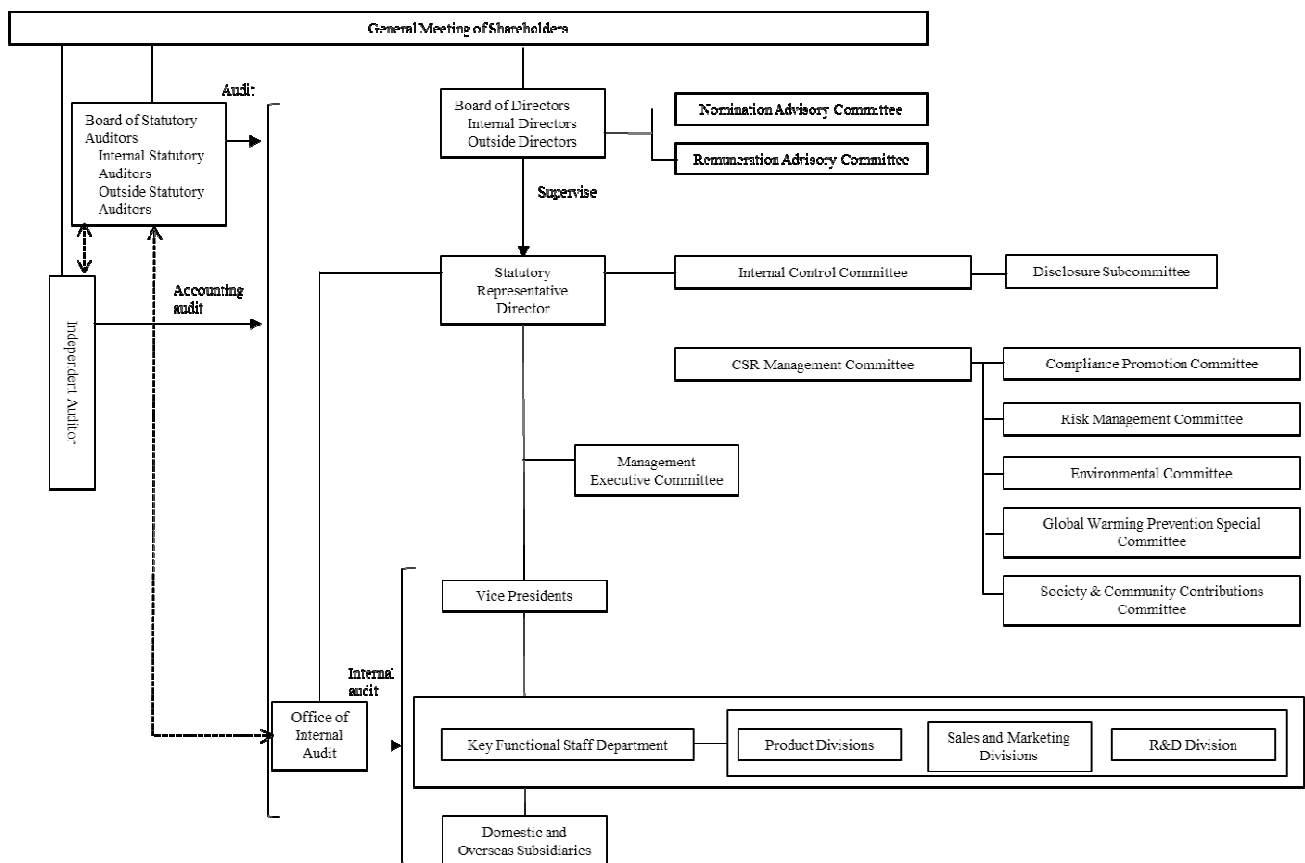 General Meeting of Shareholders
Audit
Board of Statutory
Auditors
Internal Statutory
Auditors
Outside Statutory
Auditors
Board of Directors
Internal Directors
Outside Directors
Nomination Advisory Committee
Remuneration Advisory Committee
Supervise
Statutory
Representative
Director
Internal Control Committee
Disclosure Subcommittee
Accounting
audit
Independent Auditor
CSR Management Committee
Compliance Promotion Committee
Risk Management Committee
Environmental Committee
Global Warming Prevention Special
Committee
Society & Community Contributions
Committee
Management
Executive Committee
Vice Presidents
Internal
audit
Office of
Internal
Audit
Key Functional Staff Department
Product Divisions
Sales and Marketing
Divisions
R&D Division
Domestic and
Overseas Subsidiaries